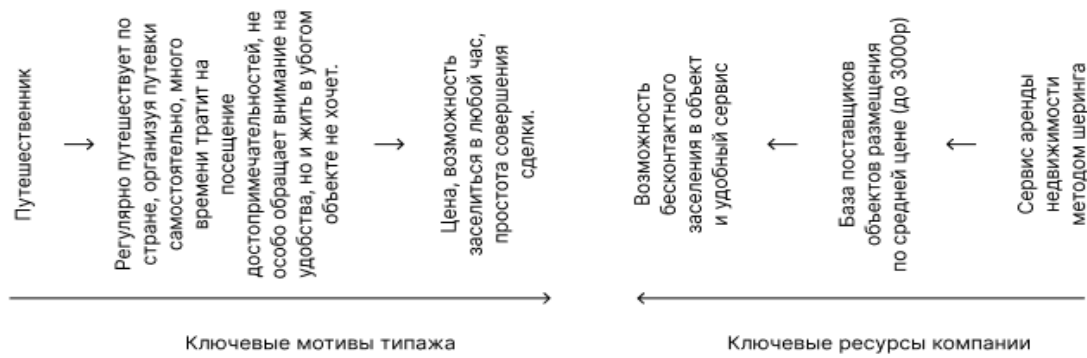 Путешественник
Регулярно путешествует по
стране, организуя путевки
самостоятельно, много
времени тратит на
посещение
достопримечательностей, не
особо обращает внимание на
удобства, но и жить в убогом
объекте не хочет.
Цена, возможность
заселиться в любой час,
простота совершения
сделки.
Возможность
бесконтактного
заселения в объект
и удобный сервис
База поставщиков
объектов размещения
по средней цене (до 3000р)
Сервис аренды
недвижимости
методом шеринга
Ключевые мотивы типажа
Ключевые ресурсы компании